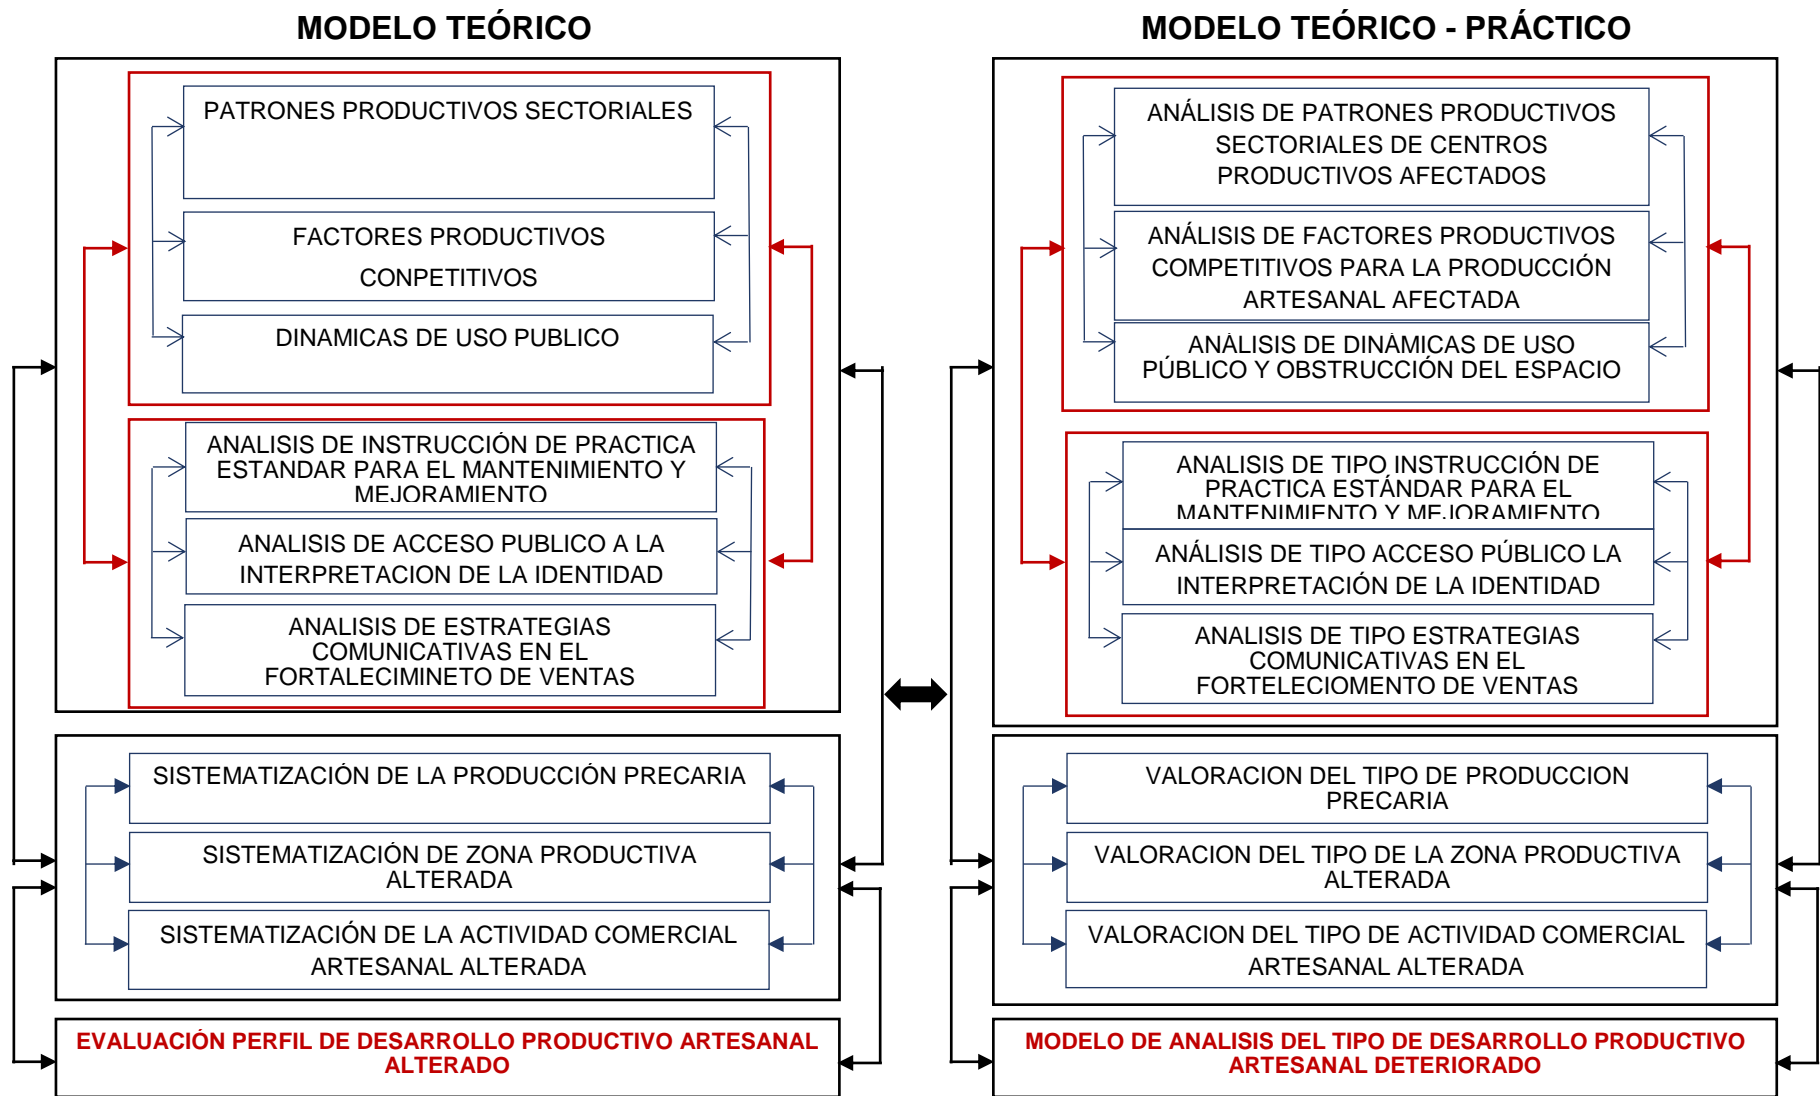 MODELO TEÓRICO
PATRONES PRODUCTIVOS SECTORIALES
FACTORES PRODUCTIVOS
CONPETITIVOS
DINAMICAS DE USO PUBLICO
ANALISIS DE INSTRUCCIÓN DE PRACTICA
ESTANDAR PARA EL MANTENIMIENTO Y
MEJORAMIENTO
ANALISIS DE ACCESO PUBLICO A LA
INTERPRETACION DE LA IDENTIDAD
ANALISIS DE ESTRATEGIAS
COMUNICATIVAS EN EL
FORTALECIMINETO DE VENTAS
SISTEMATIZACIÓN DE LA PRODUCCIÓN PRECARIA
SISTEMATIZACIÓN DE ZONA PRODUCTIVA
ALTERADA
SISTEMATIZACIÓN DE LA ACTIVIDAD COMERCIAL
ARTESANAL ALTERADA
EVALUACIÓN PERFIL DE DESARROLLO PRODUCTIVO ARTESANAL
ALTERADO
MODELO TEÓRICO - PRÁCTICO
ANÁLISIS DE PATRONES PRODUCTIVOS
SECTORIALES DE CENTROS
PRODUCTIVOS AFECTADOS
ANÁLISIS DE FACTORES PRODUCTIVOS
COMPETITIVOS PARA LA PRODUCCIÓN
ARTESANAL AFECTADA
ANÁLISIS DE DINÁMICAS DE USO
PÚBLICO Y OBSTRUCCIÓN DEL ESPACIO
ANALISIS DE TIPO INSTRUCCIÓN DE
PRACTICA ESTÁNDAR PARA EL
MANTENIMIENTO Y MEJORAMIENTO
ANÁLISIS DE TIPO ACCESO PÚBLICO LA
INTERPRETACIÓN DE LA IDENTIDAD
ANALISIS DE TIPO ESTRATEGIAS
COMUNICATIVAS EN EL
FORTELECIOMENTO DE VENTAS
VALORACION DEL TIPO DE PRODUCCION
PRECARIA
VALORACION DEL TIPO DE LA ZONA PRODUCTIVA
ALTERADA
VALORACION DEL TIPO DE ACTIVIDAD COMERCIAL
ARTESANAL ALTERADA
MODELO DE ANALISIS DEL TIPO DE DESARROLLO PRODUCTIVO
ARTESANAL DETERIORADO